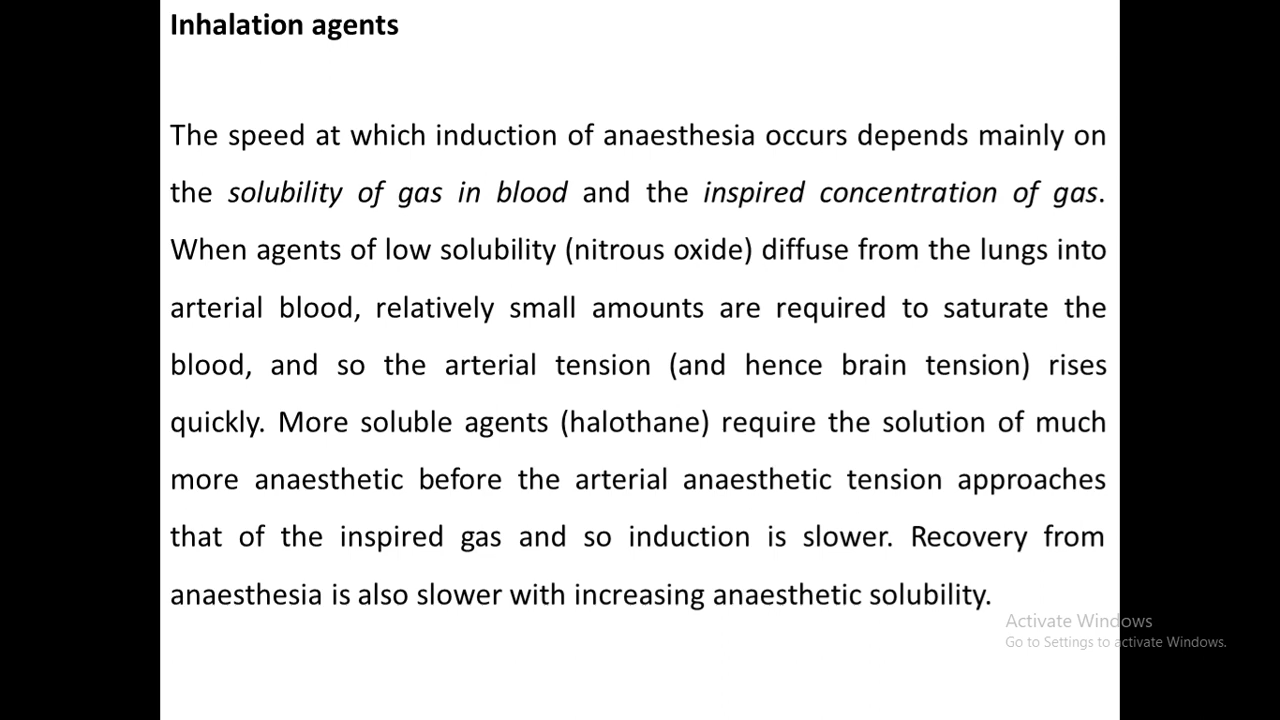 Inhalation agents
The speed at which induction of anaesthesia occurs depends mainly on
the solubility of gas in blood and the inspired concentration of gas.
When agents of low solubility (nitrous oxide) diffuse from the lungs into
arterial blood, relatively small amounts are required to saturate the
blood, and so the arterial tension (and hence brain tension) rises
quickly. More soluble agents (halothane) require the solution of much
more anaesthetic before the arterial anaesthetic tension approaches
that of the inspired gas and so induction is slower. Recovery from
anaesthesia is also slower with increasing anaesthetic solubility.
Activate Windows
Go to Settings to activate Windows.